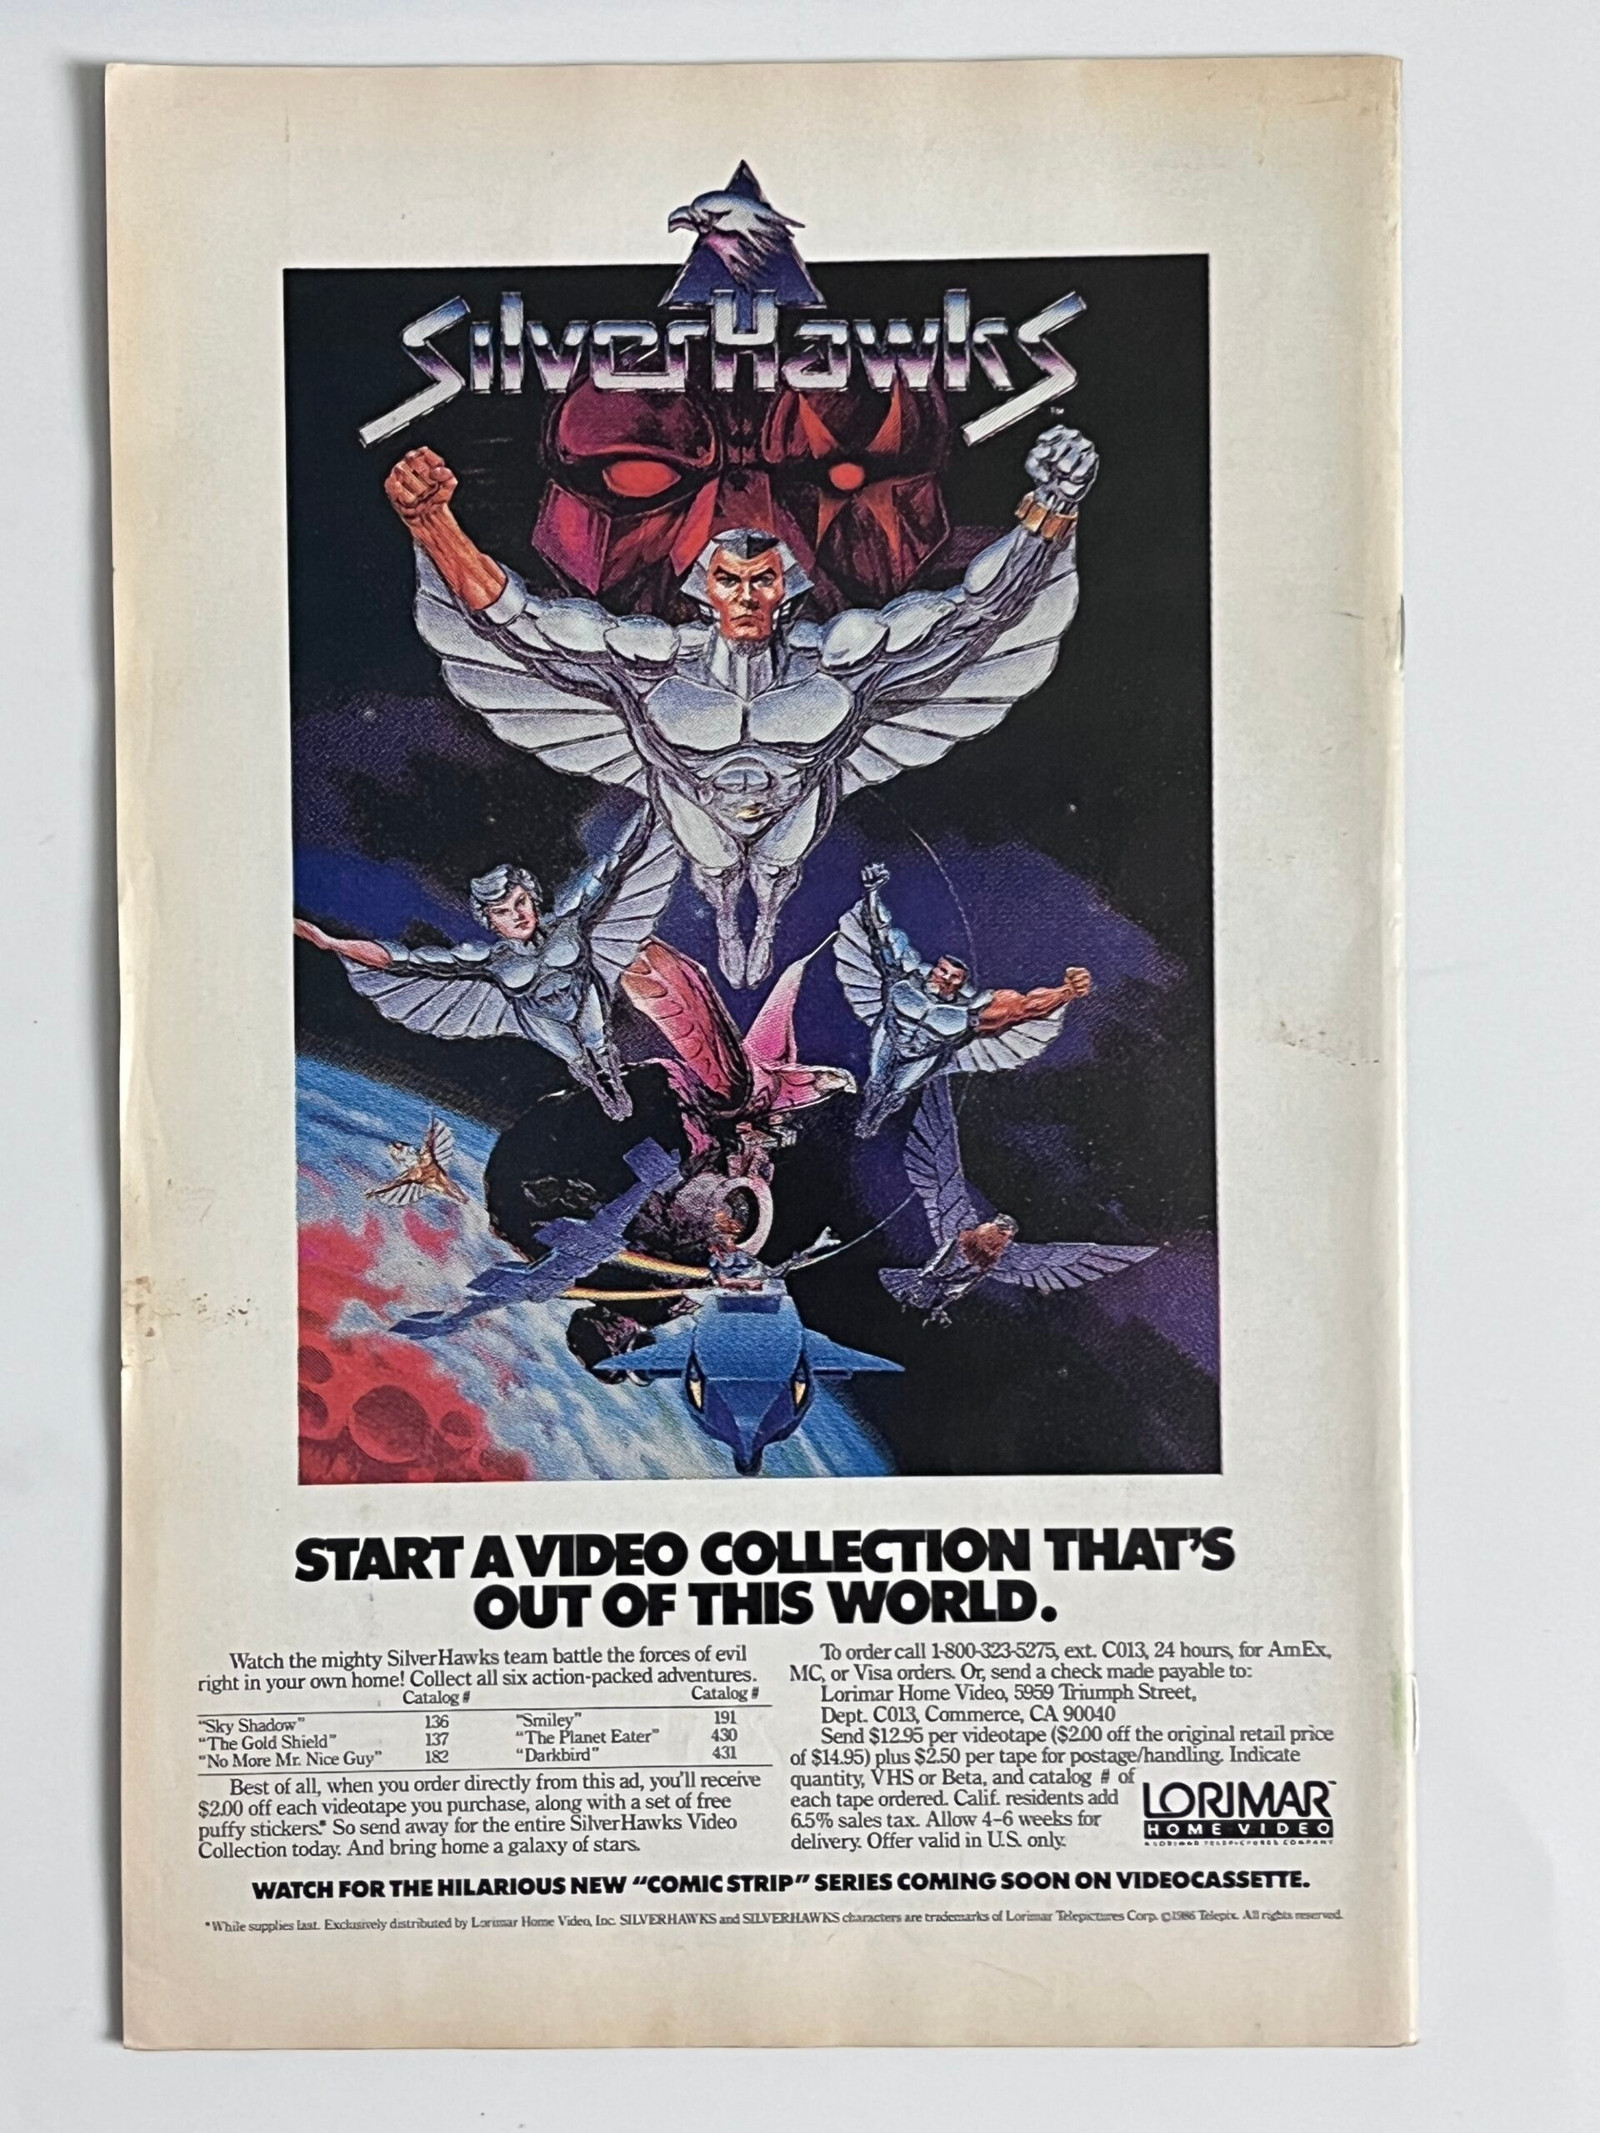 SilverHawks
TM
START A VIDEO COLLECTION THAT'S
OUT OF THIS WORLD.
Watch the mighty SilverHawks team battle the forces of evil
right in your own home! Collect all six action-packed adventures.
Catalog # Catalog #
"Sky Shadow" 136 "Smiley" 191
"The Gold Shield" 137 "The Planet Eater" 430
"No More Mr. Nice Guy" 182 "Darkbird" 431
Best of all, when you order directly from this ad, you'll receive
$2.00 off each videotape you purchase, along with a set of free
puffy stickers.* So send away for the entire SilverHawks Video
Collection today. And bring home a galaxy of stars.
To order call 1-800-323-5275, ext. C013, 24 hours, for AmEx,
MC, or Visa orders. Or, send a check made payable to:
Lorimar Home Video, 5959 Triumph Street,
Dept. C013, Commerce, CA 90040
Send $12.95 per videotape ($2.00 off the original retail price
of $14.95) plus $2.50 per tape for postage/handling. Indicate
quantity, VHS or Beta, and catalog # of
each tape ordered. Calif. residents add
6.5% sales tax. Allow 4-6 weeks for
delivery. Offer valid in U.S. only.
LORIMAR™
HOME VIDEO
A LORIMAR TELEPICTURES COMPANY
WATCH FOR THE HILARIOUS NEW "COMIC STRIP" SERIES COMING SOON ON VIDEOCASSETTE.
*While supplies last. Exclusively distributed by Lorimar Home Video, Inc. SILVERHAWKS and SILVERHAWKS characters are trademarks of Lorimar Telepictures Corp. ©1986 Telepix. All rights reserved.